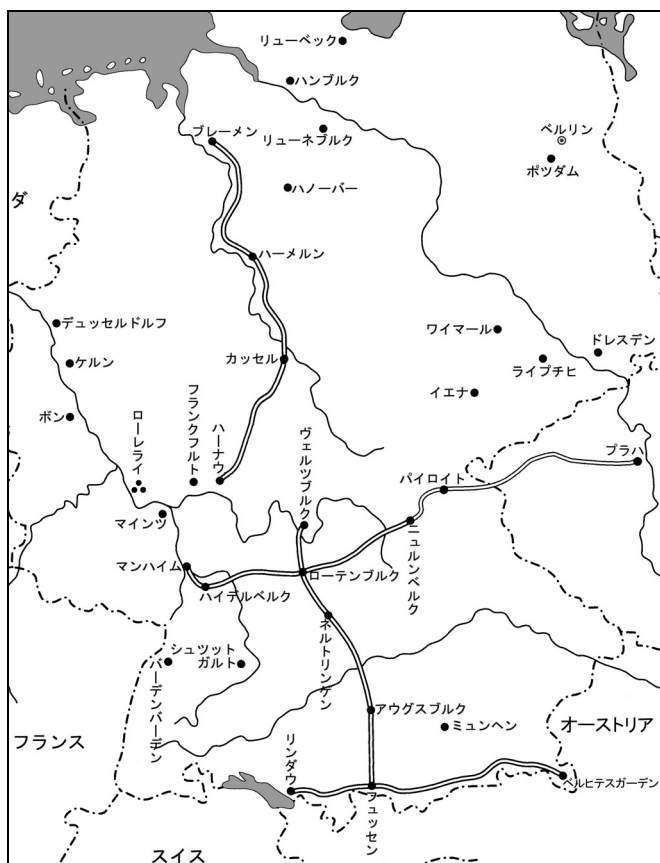 リューベック
ハンブルク
ブレーメン
リューネブルク
ベルリン
ポツダム
ハノーバー
ダ
ハーメルン
デュッセルドルフ
ワイマール
ドレスデン
ケルン
カッセル
ライプチヒ
イエナ
ボン
ローレライ
フランクフルト
ハーナウ
ヴェルツブルク
プラハ
パイロイト
マインツ
ニュルンベルク
マンハイム
ローテンブルク
ハイデルベルク
ネルトリンゲン
シュツット
ガルト
バーデンバーデン
アウグスブルク
ミュンヘン
オーストリア
フランス
リンダウ
フュッセン
ベルヒテスガーデン
スイス